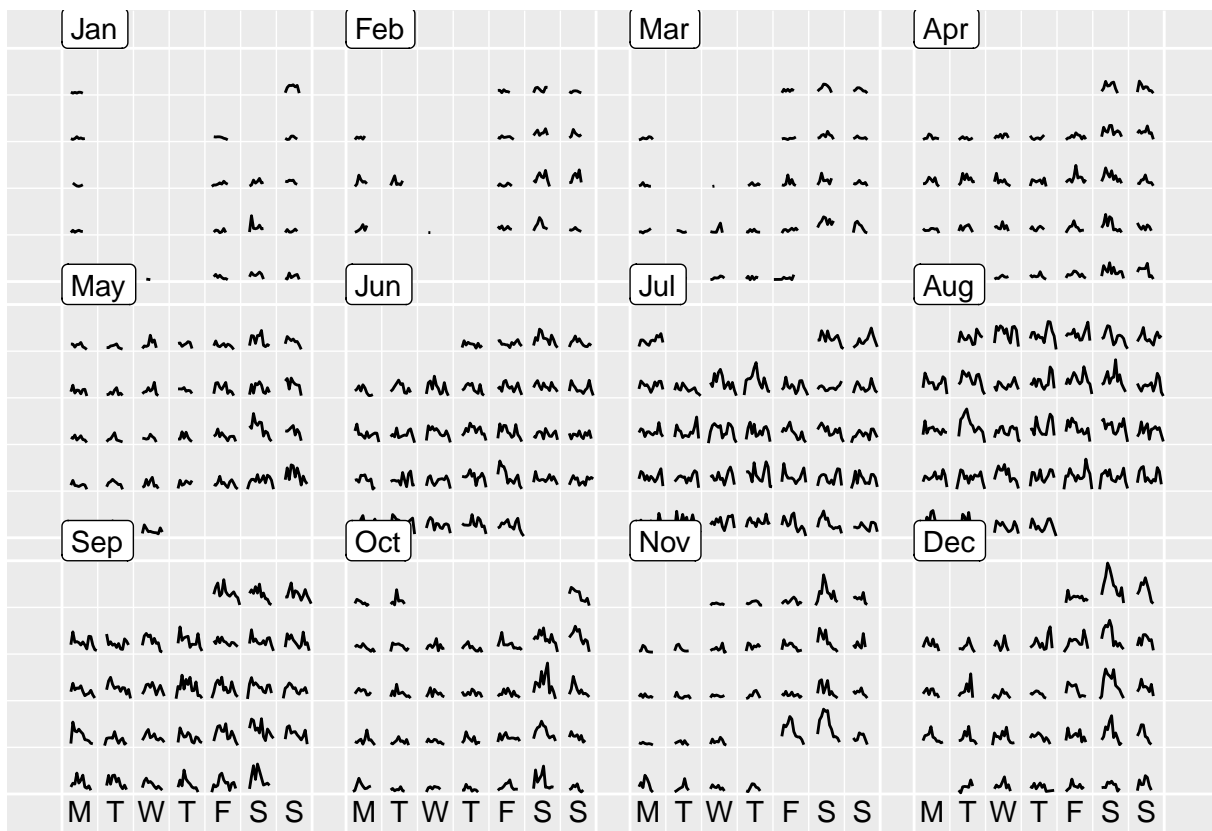 Jan Feb Mar Apr
May Jun Jul Aug
Sep Oct Nov Dec
M T W T F S S M T W T F S S M T W T F S S M T W T F S S